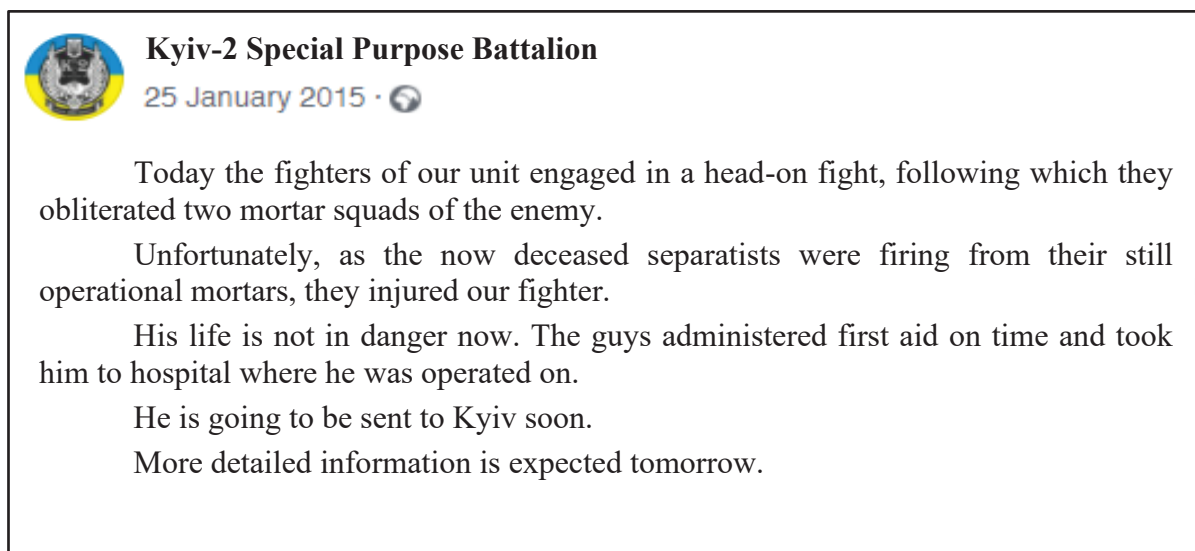 Kyiv-2 Special Purpose Battalion
25 January 2015 ·
Today the fighters of our unit engaged in a head-on fight, following which they
obliterated two mortar squads of the enemy.
Unfortunately, as the now deceased separatists were firing from their still
operational mortars, they injured our fighter.
His life is not in danger now. The guys administered first aid on time and took
him to hospital where he was operated on.
He is going to be sent to Kyiv soon.
More detailed information is expected tomorrow.